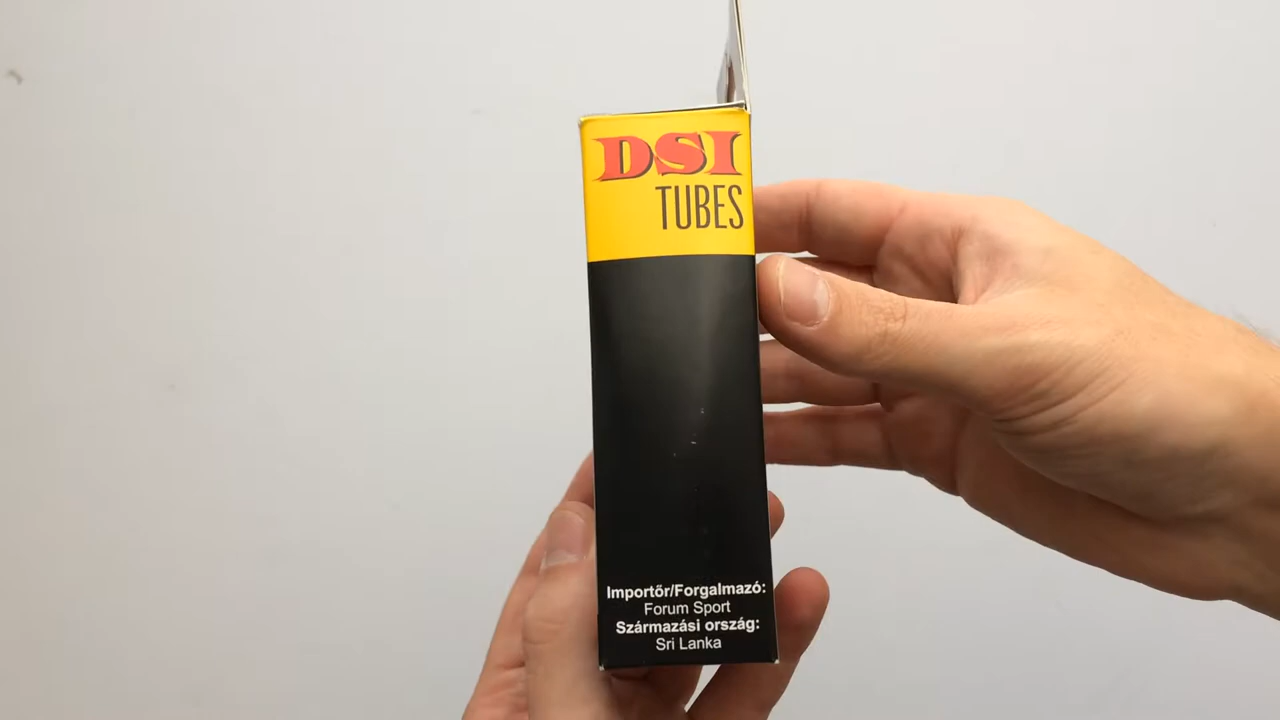 DSI
TUBES
Importőr/Forgalmazó:
Forum Sport
Származási ország:
Sri Lanka